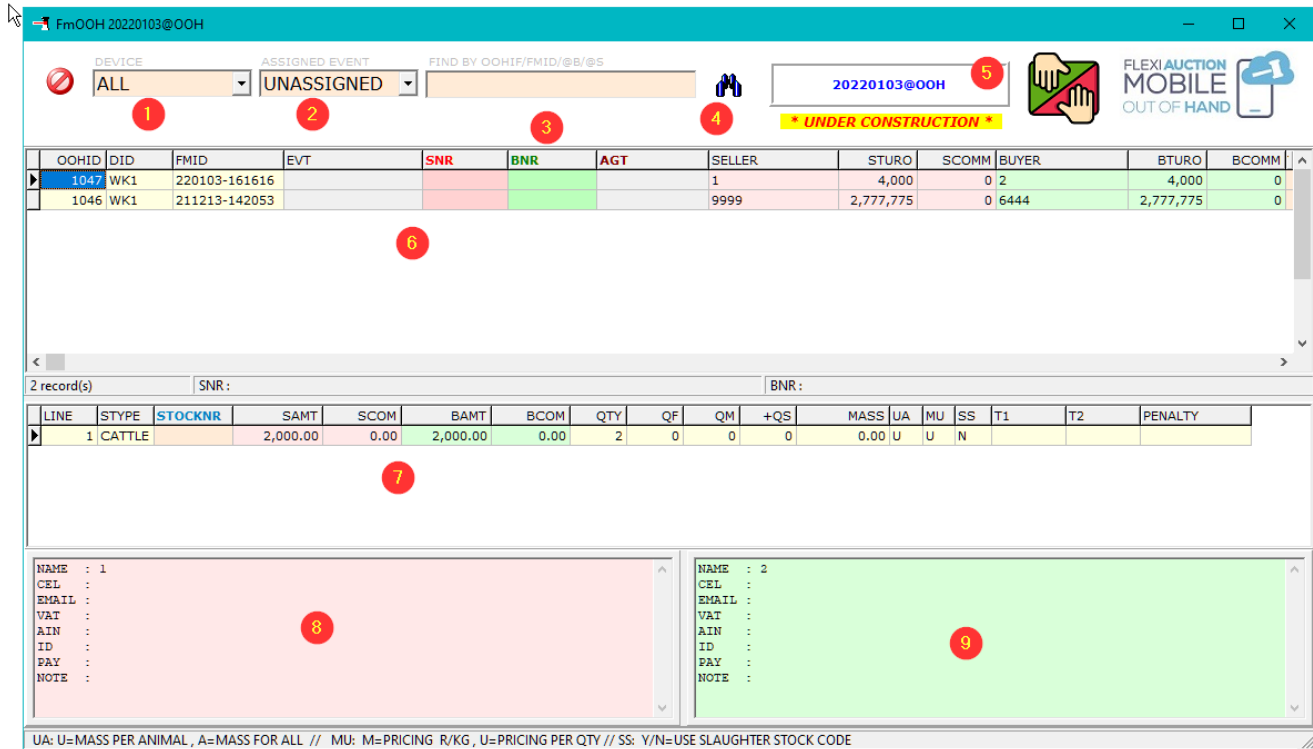 FmOOH 20220103@OOH
DEVICE ASSIGNED EVENT FIND BY OOHIF/FMID/@B/@S
ALL UNASSIGNED
20220103@OOH
* UNDER CONSTRUCTION *
FLEXIAUCTION
MOBILE
OUT OF HAND
1 2 3 4 5
OOHID DID FMID EVT SNR BNR AGT SELLER STURO SCOMM BUYER BTURO BCOMM
1047 WK1 220103-161616 1 4,000 0 2 4,000 0
1046 WK1 211213-142053 9999 2,777,775 0 6444 2,777,775 0
6
2 record(s) SNR : BNR :
LINE STYPE STOCKNR SAMT SCOM BAMT BCOM QTY QF QM +QS MASS UA MU SS T1 T2 PENALTY
1 CATTLE 2,000.00 0.00 2,000.00 0.00 2 0 0 0 0.00 U U N
7
NAME : 1
CEL :
EMAIL :
VAT :
AIN :
ID :
PAY :
NOTE :
8
NAME : 2
CEL :
EMAIL :
VAT :
AIN :
ID :
PAY :
NOTE :
9
UA: U=MASS PER ANIMAL , A=MASS FOR ALL // MU: M=PRICING R/KG , U=PRICING PER QTY // SS: Y/N=USE SLAUGHTER STOCK CODE